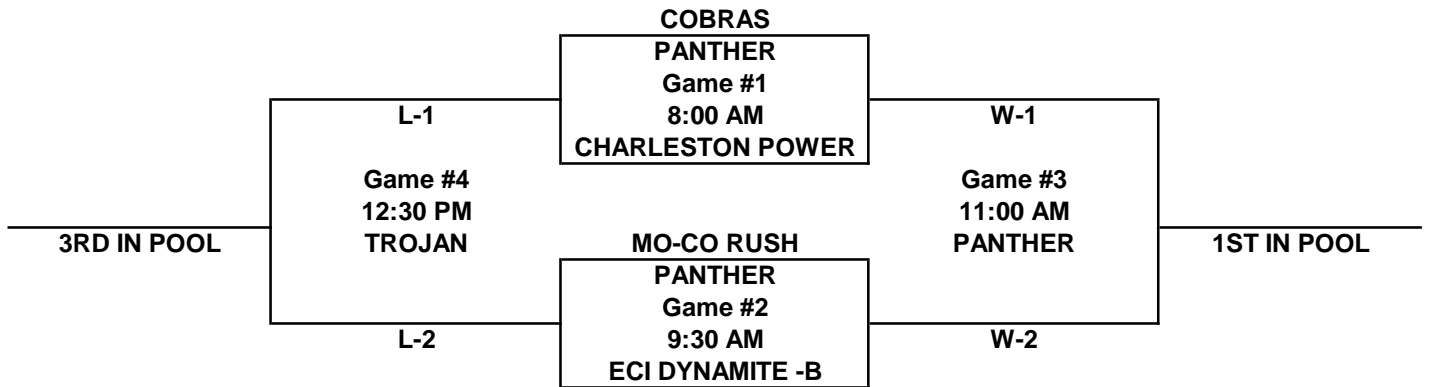 COBRAS
PANTHER
Game #1
L-1 8:00 AM W-1
CHARLESTON POWER
Game #4 Game #3
12:30 PM 11:00 AM
3RD IN POOL TROJAN MO-CO RUSH PANTHER 1ST IN POOL
PANTHER
Game #2
L-2 9:30 AM W-2
ECI DYNAMITE -B